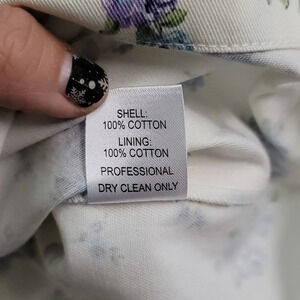 SHELL:
100% COTTON
LINING:
100% COTTON
PROFESSIONAL
DRY CLEAN ONLY